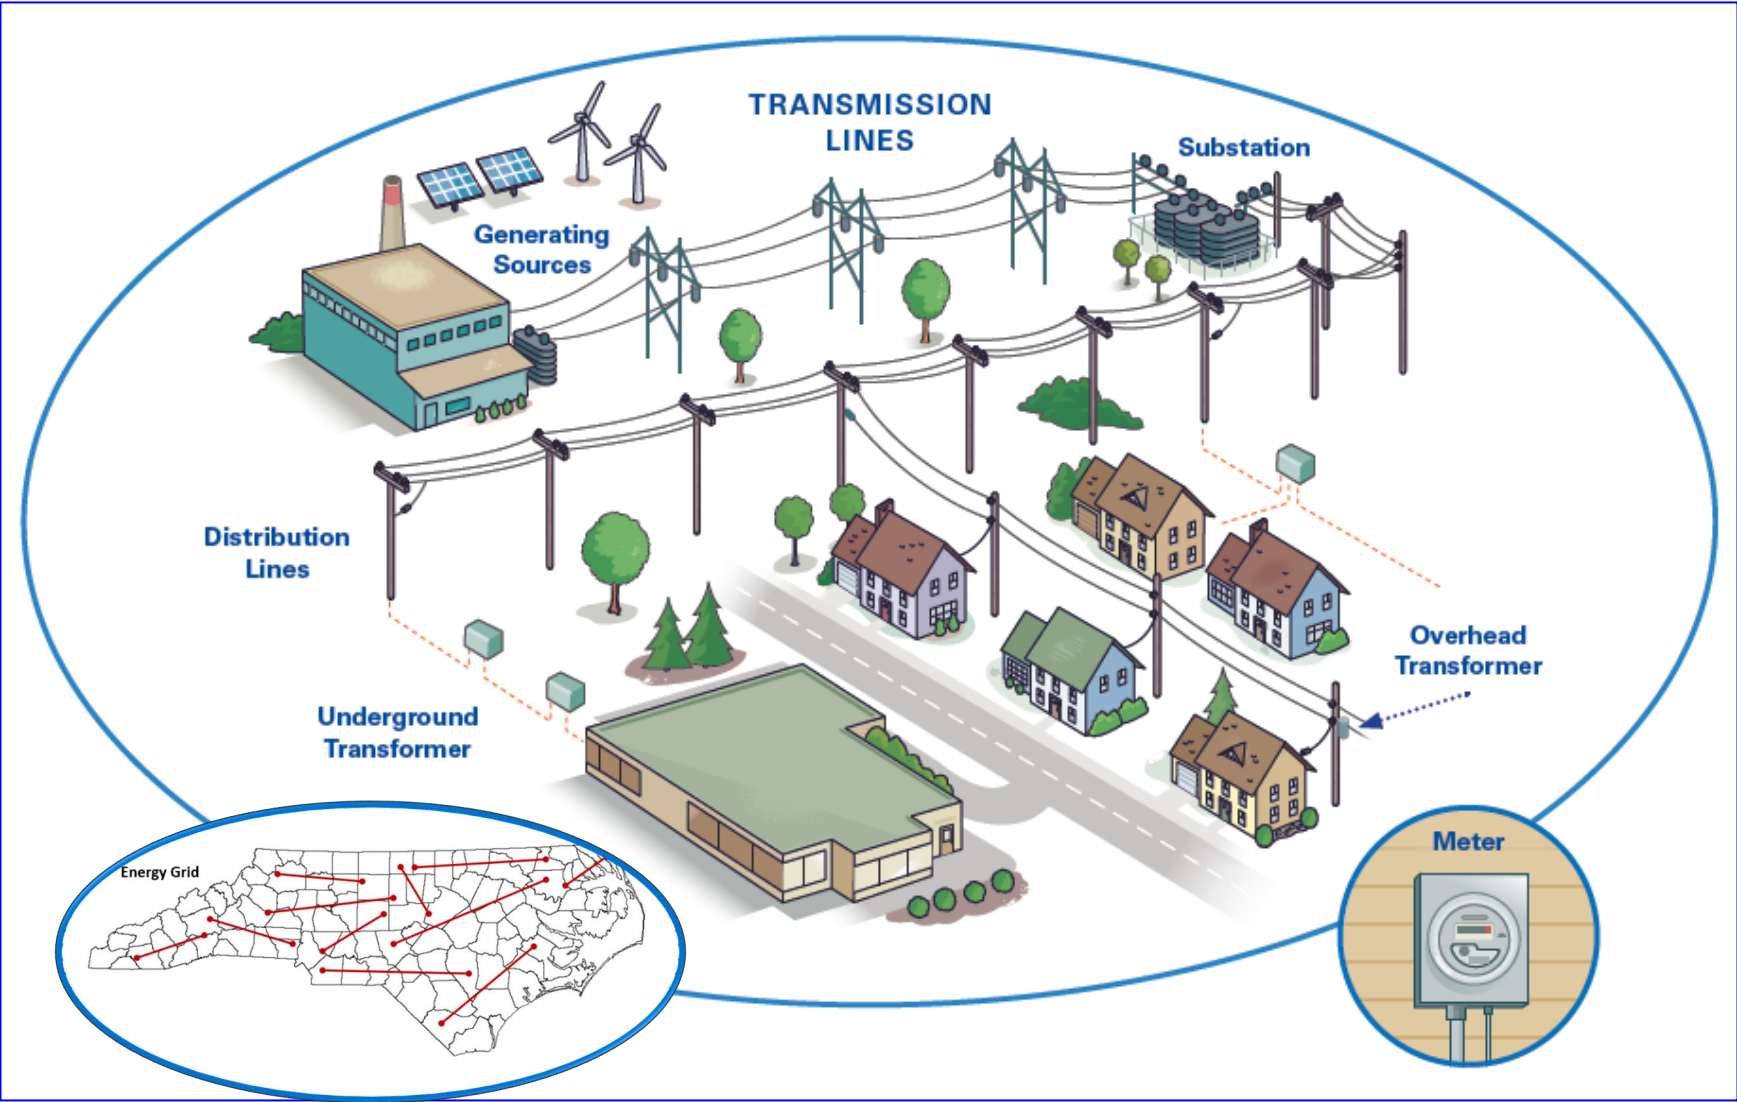 TRANSMISSION
LINES
Substation
Generating
Sources
Distribution
Lines
Overhead
Transformer
Underground
Transformer
Meter
Energy Grid